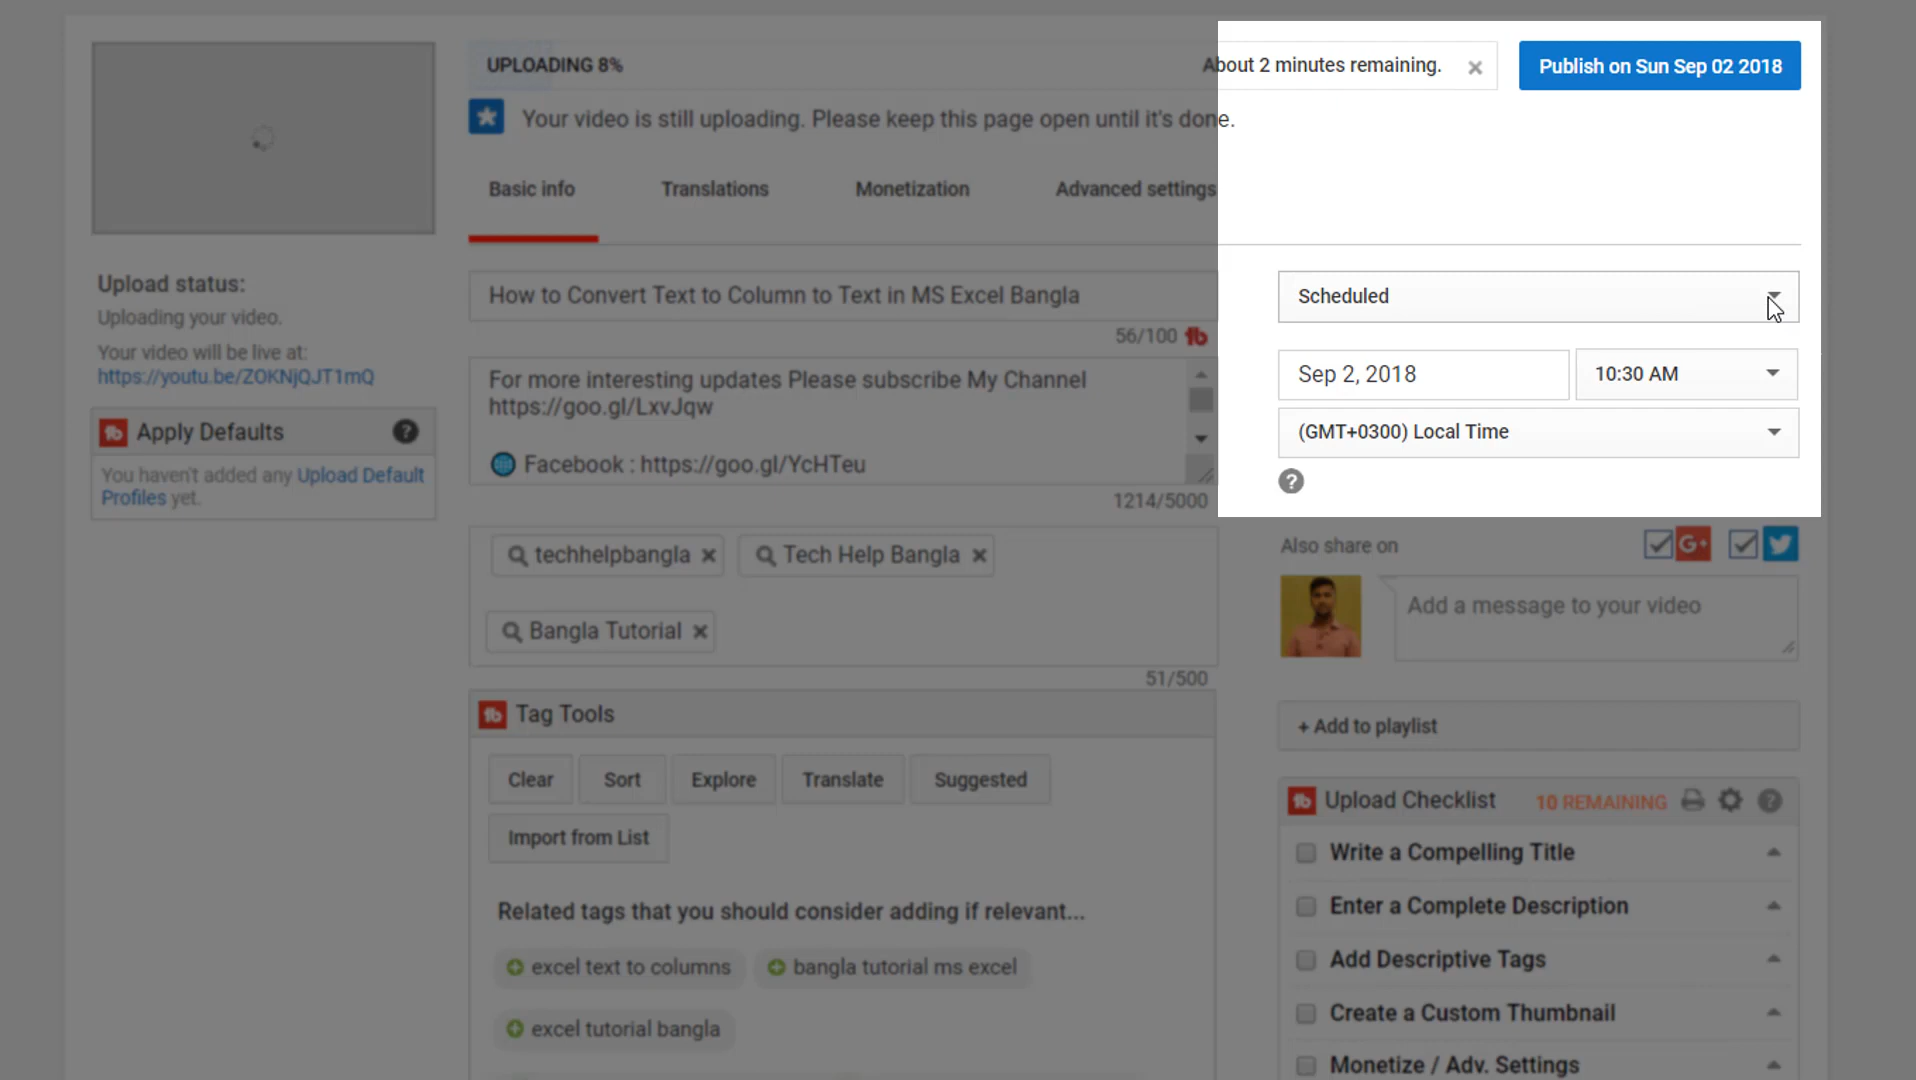 UPLOADING 8%
About 2 minutes remaining.
Publish on Sun Sep 02 2018
Your video is still uploading. Please keep this page open until it's done.
Basic info
Translations
Monetization
Advanced settings
Upload status:
Uploading your video.
Your video will be live at:
https://youtu.be/ZOKNjQJT1mQ
Apply Defaults
You haven't added any Upload Default
Profiles yet.
How to Convert Text to Column to Text in MS Excel Bangla
56/100
For more interesting updates Please subscribe My Channel
https://goo.gl/LxvJqw
Facebook : https://goo.gl/YcHTeu
1214/5000
techhelpbangla
Tech Help Bangla
Bangla Tutorial
51/500
Tag Tools
Clear
Sort
Explore
Translate
Suggested
Import from List
Related tags that you should consider adding if relevant...
excel text to columns
bangla tutorial ms excel
excel tutorial bangla
Scheduled
Sep 2, 2018
10:30 AM
(GMT+0300) Local Time
Also share on
Add a message to your video
+ Add to playlist
Upload Checklist
10 REMAINING
Write a Compelling Title
Enter a Complete Description
Add Descriptive Tags
Create a Custom Thumbnail
Monetize / Adv. Settings